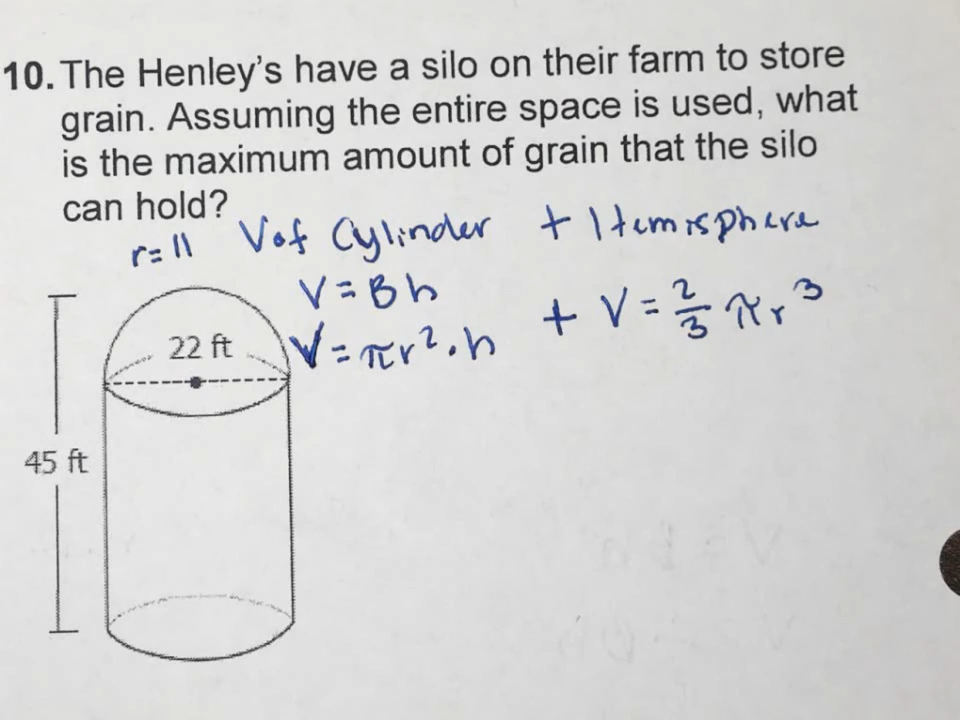 10. The Henley's have a silo on their farm to store
grain. Assuming the entire space is used, what
is the maximum amount of grain that the silo
can hold?
r=11 V of Cylinder + Hemisphere
V=Bh
V=πr²·h + V=⅔πr³
22 ft
45 ft